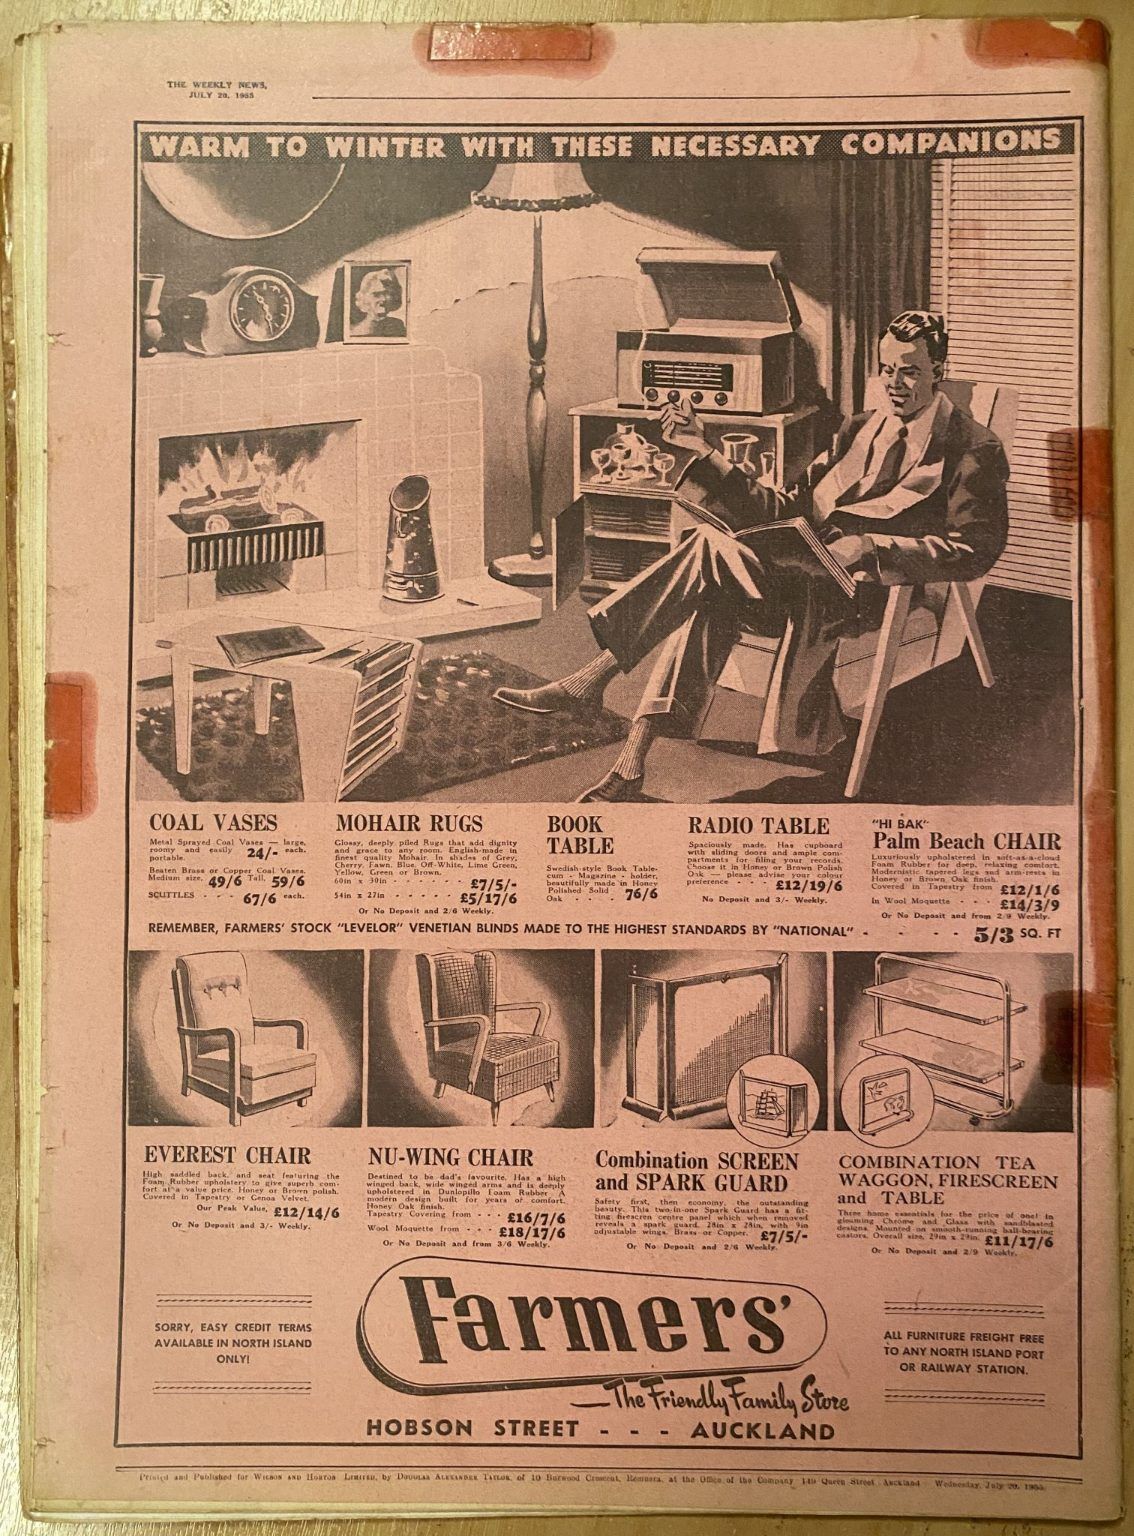 THE WEEKLY NEWS,
JULY 20, 1955
WARM TO WINTER WITH THESE NECESSARY COMPANIONS
COAL VASES
Metal Sprayed Coal Vases — large,
roomy and easily
portable. 24/- each.
Beaten Brass or Copper Coal Vases.
Medium size, 49/6 Tall, 59/6
SCUTTLES - - - 67/6 each.
MOHAIR RUGS
Glossy, deeply piled Rugs that add dignity
and grace to any room. English-made in
finest quality Mohair. In shades of Grey,
Cherry, Fawn, Blue, Off-White, Lime Green,
Yellow, Green or Brown.
60in x 30in - - - - - - £7/5/-
54in x 27in - - - - - - £5/17/6
Or No Deposit and 2/6 Weekly.
BOOK
TABLE
Swedish-style Book Table-
cum - Magazine - holder,
beautifully made in Honey
Polished Solid
Oak - - - 76/6
RADIO TABLE
Spaciously made. Has cupboard
with sliding doors and ample com-
partments for filing your records.
Choose it in Honey or Brown Polish
Oak — please advise your colour
preference - - - - £12/19/6
No Deposit and 3/- Weekly.
"HI BAK"
Palm Beach CHAIR
Luxuriously upholstered in soft-as-a-cloud
Foam Rubber for deep, relaxing comfort.
Modernistic tapered legs and arm-rests in
Honey or Brown Oak finish.
Covered in Tapestry from £12/1/6
In Wool Moquette - - - £14/3/9
Or No Deposit and from 2/9 Weekly.
REMEMBER, FARMERS' STOCK "LEVELOR" VENETIAN BLINDS MADE TO THE HIGHEST STANDARDS BY "NATIONAL" - - - - - 5/3 SQ. FT
EVEREST CHAIR
High saddled back, and seat featuring the
Foam Rubber upholstery to give superb com-
fort at a value price. Honey or Brown polish.
Covered in Tapestry or Genoa Velvet.
Our Peak Value, £12/14/6
Or No Deposit and 3/- Weekly.
NU-WING CHAIR
Destined to be dad's favourite. Has a high
winged back, wide winged arms and is deeply
upholstered in Dunlopillo Foam Rubber. A
modern design built for years of comfort.
Honey Oak finish.
Tapestry Covering from - - - £16/7/6
Wool Moquette from - - - - £18/17/6
Or No Deposit and from 3/6 Weekly.
Combination SCREEN
and SPARK GUARD
Safety first, then economy, the outstanding
beauty. This two-in-one Spark Guard has a fit-
ting firescreen centre panel which when removed
reveals a spark guard. 28in x 28in, with 9in
adjustable wings. Brass or Copper. £7/5/-
Or No Deposit and 2/6 Weekly.
COMBINATION TEA
WAGGON, FIRESCREEN
and TABLE
Three home essentials for the price of one! in
gleaming Chrome and Glass with sandblasted
designs. Mounted on smooth-running ball-bearing
castors. Overall size, 29in x 29in. £11/17/6
Or No Deposit and 2/9 Weekly.
SORRY, EASY CREDIT TERMS
AVAILABLE IN NORTH ISLAND
ONLY!
Farmers'
The Friendly Family Store
HOBSON STREET - - - AUCKLAND
ALL FURNITURE FREIGHT FREE
TO ANY NORTH ISLAND PORT
OR RAILWAY STATION.
Printed and Published for WILSON AND HORTON LIMITED, by DOUGLAS ALEXANDER TAYLOR, of 10 Burwood Crescent, Remuera, at the Office of the Company 149 Queen Street Auckland Wednesday, July 20, 1955